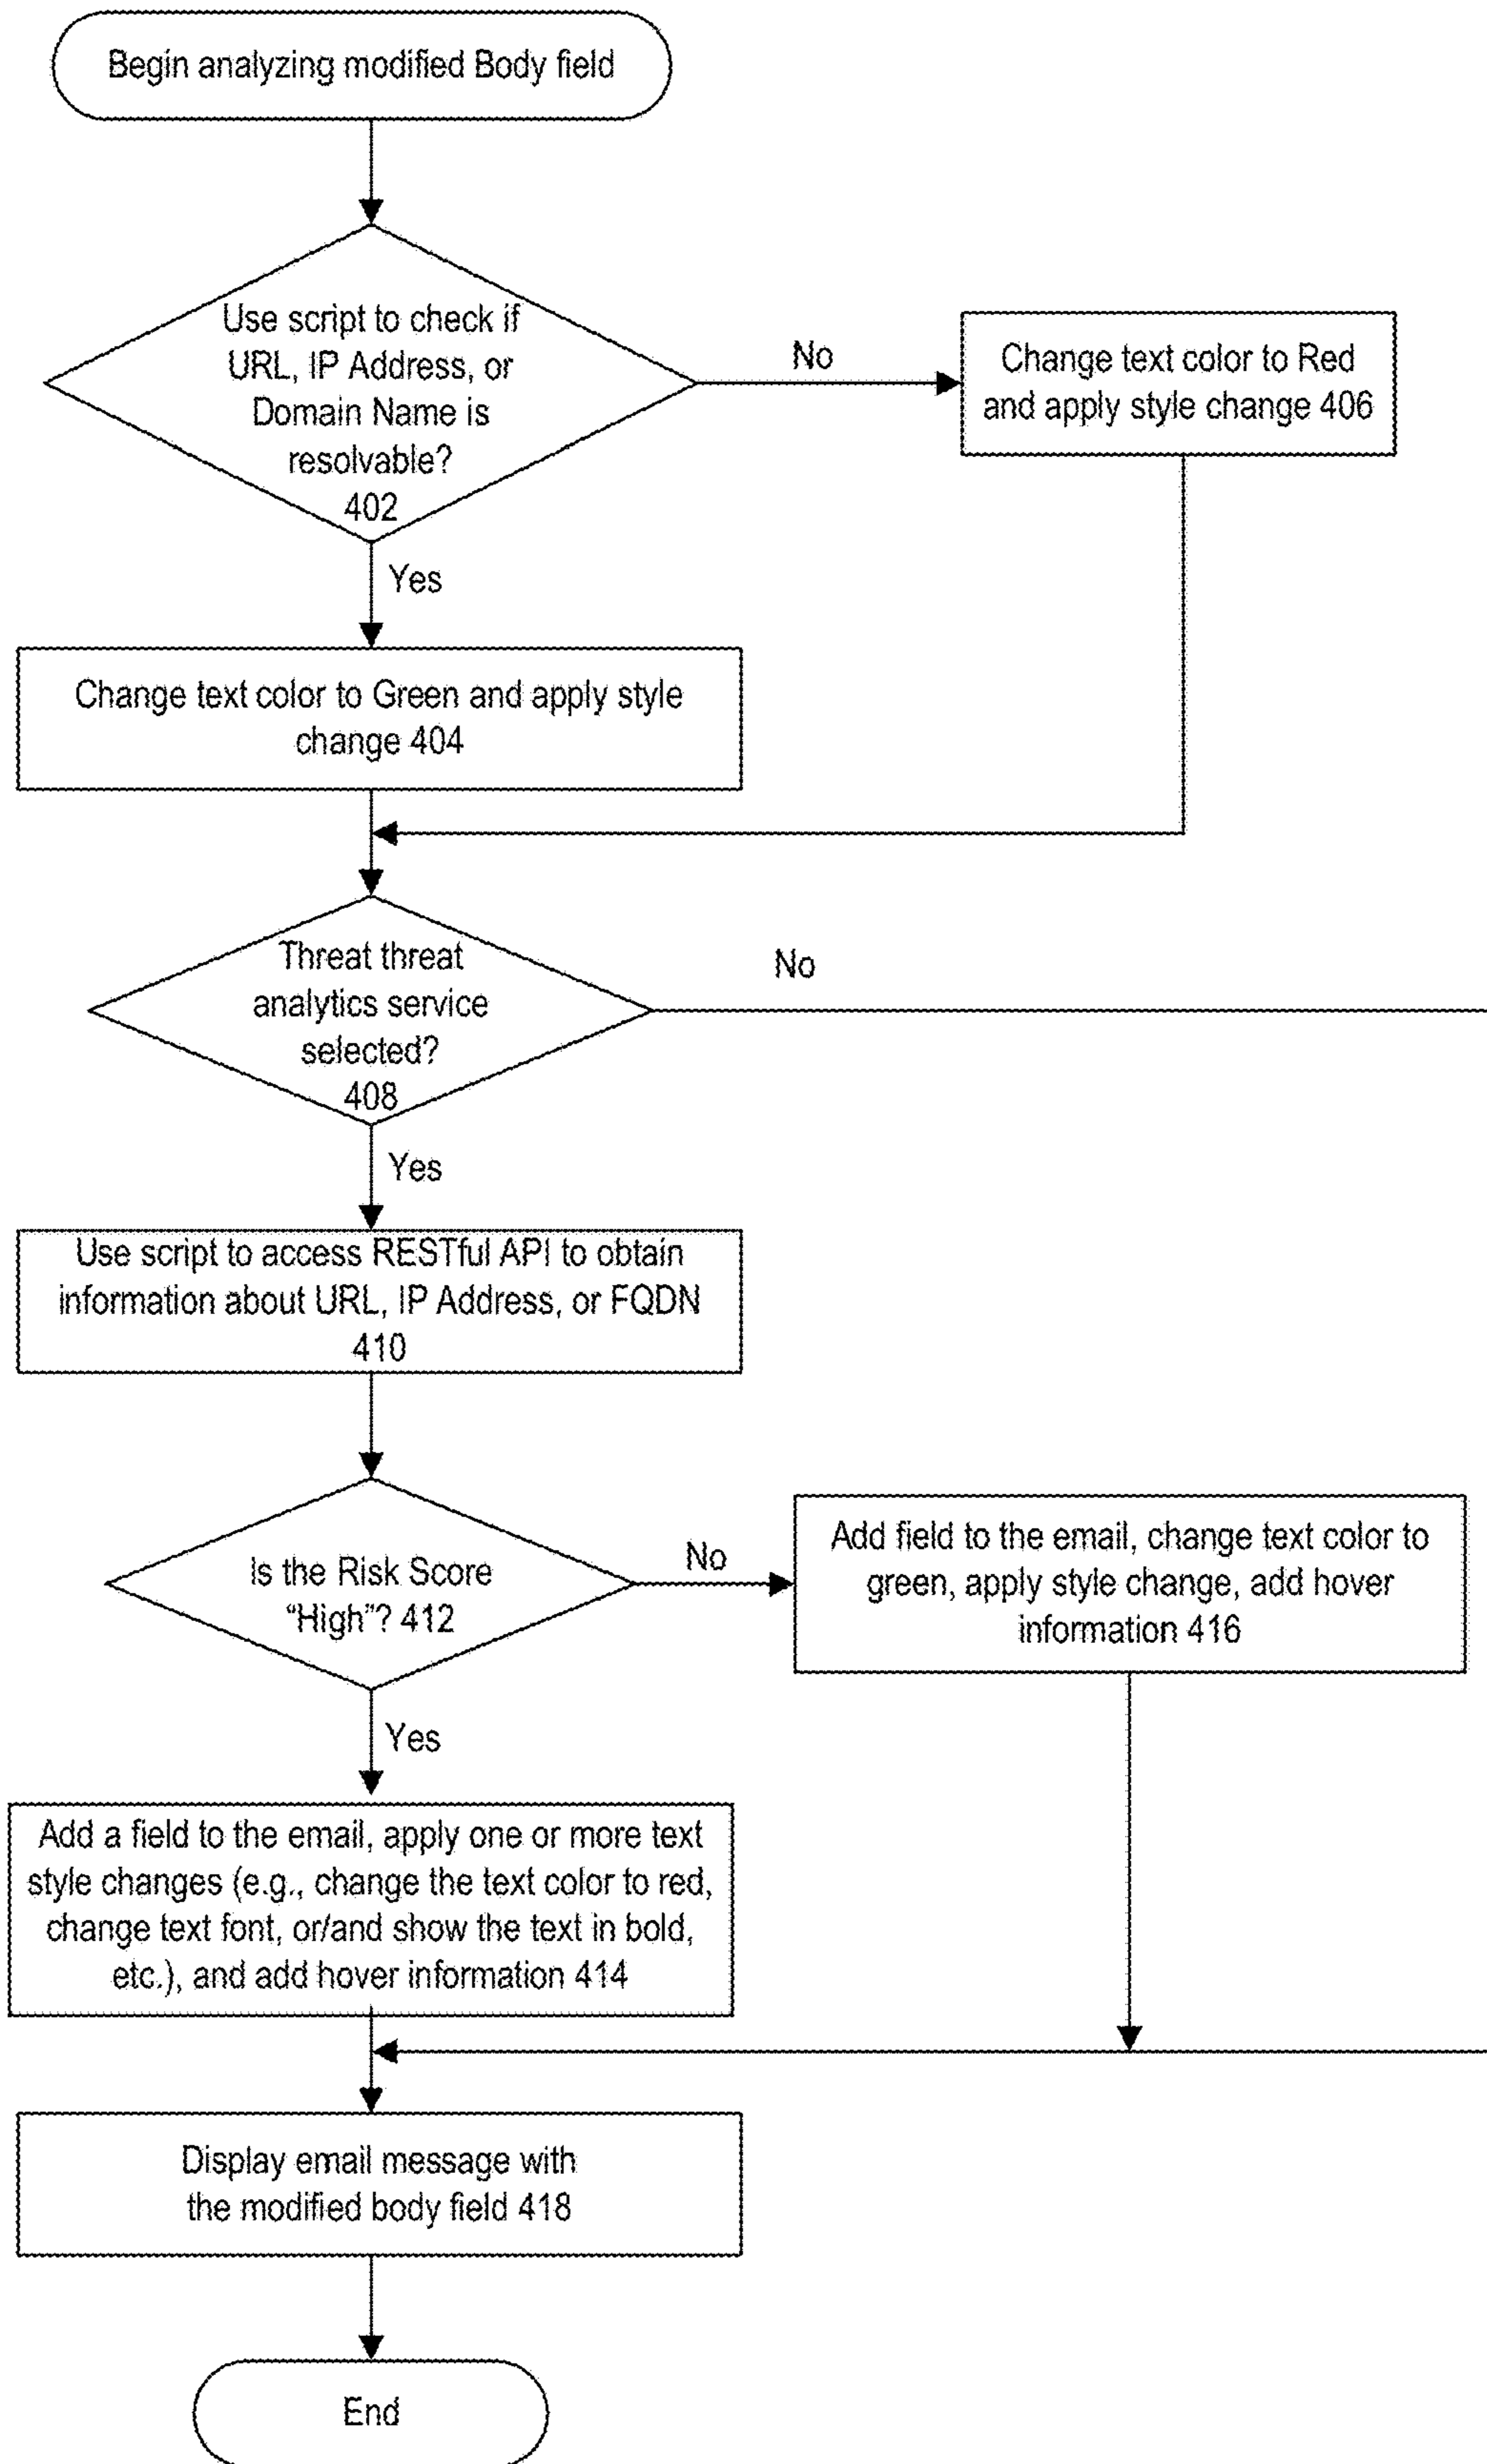 Begin analyzing modified Body field
Use script to check if
URL, IP Address, or
Domain Name is
resolvable?
402
No
Change text color to Red
and apply style change 406
Yes
Change text color to Green and apply style
change 404
Threat threat
analytics service
selected?
408
No
Yes
Use script to access RESTful API to obtain
information about URL, IP Address, or FQDN
410
Is the Risk Score
“High”? 412
No
Add field to the email, change text color to
green, apply style change, add hover
information 416
Yes
Add a field to the email, apply one or more text
style changes (e.g., change the text color to red,
change text font, or/and show the text in bold,
etc.), and add hover information 414
Display email message with
the modified body field 418
End